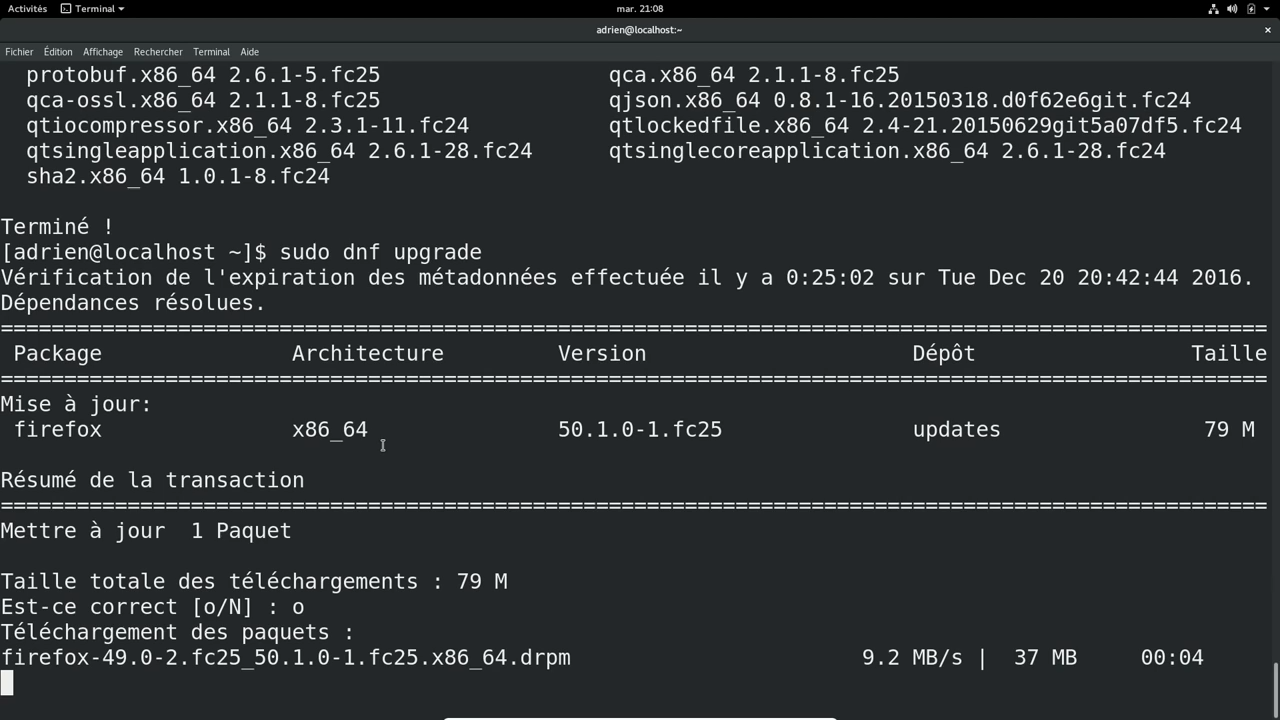 Activités Terminal mar. 21:08
adrien@localhost:~
Fichier Édition Affichage Rechercher Terminal Aide
protobuf.x86_64 2.6.1-5.fc25 qca.x86_64 2.1.1-8.fc25
qca-ossl.x86_64 2.1.1-8.fc25 qjson.x86_64 0.8.1-16.20150318.d0f62e6git.fc24
qtiocompressor.x86_64 2.3.1-11.fc24 qtlockedfile.x86_64 2.4-21.20150629git5a07df5.fc24
qtsingleapplication.x86_64 2.6.1-28.fc24 qtsinglecoreapplication.x86_64 2.6.1-28.fc24
sha2.x86_64 1.0.1-8.fc24
Terminé !
[adrien@localhost ~]$ sudo dnf upgrade
Vérification de l'expiration des métadonnées effectuée il y a 0:25:02 sur Tue Dec 20 20:42:44 2016.
Dépendances résolues.
====================================================================================================
Package Architecture Version Dépôt Taille
====================================================================================================
Mise à jour:
firefox x86_64 50.1.0-1.fc25 updates 79 M
Résumé de la transaction
====================================================================================================
Mettre à jour 1 Paquet
Taille totale des téléchargements : 79 M
Est-ce correct [o/N] : o
Téléchargement des paquets :
firefox-49.0-2.fc25_50.1.0-1.fc25.x86_64.drpm 9.2 MB/s | 37 MB 00:04